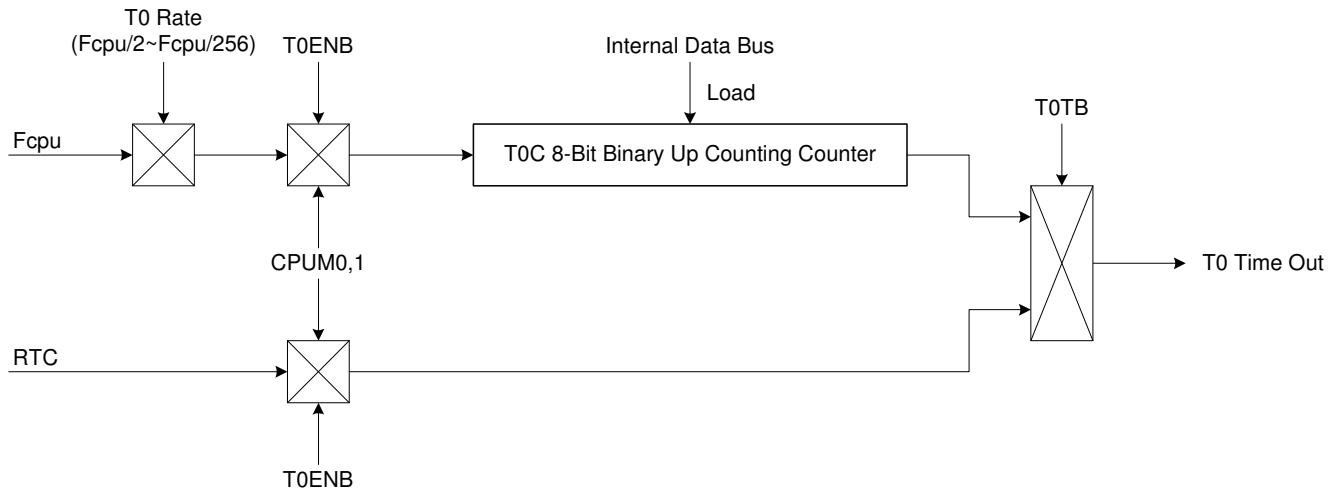 T0 Rate
(Fcpu/2~Fcpu/256)
T0ENB
Internal Data Bus
Load
T0TB
Fcpu
T0C 8-Bit Binary Up Counting Counter
CPUM0,1
T0 Time Out
RTC
T0ENB